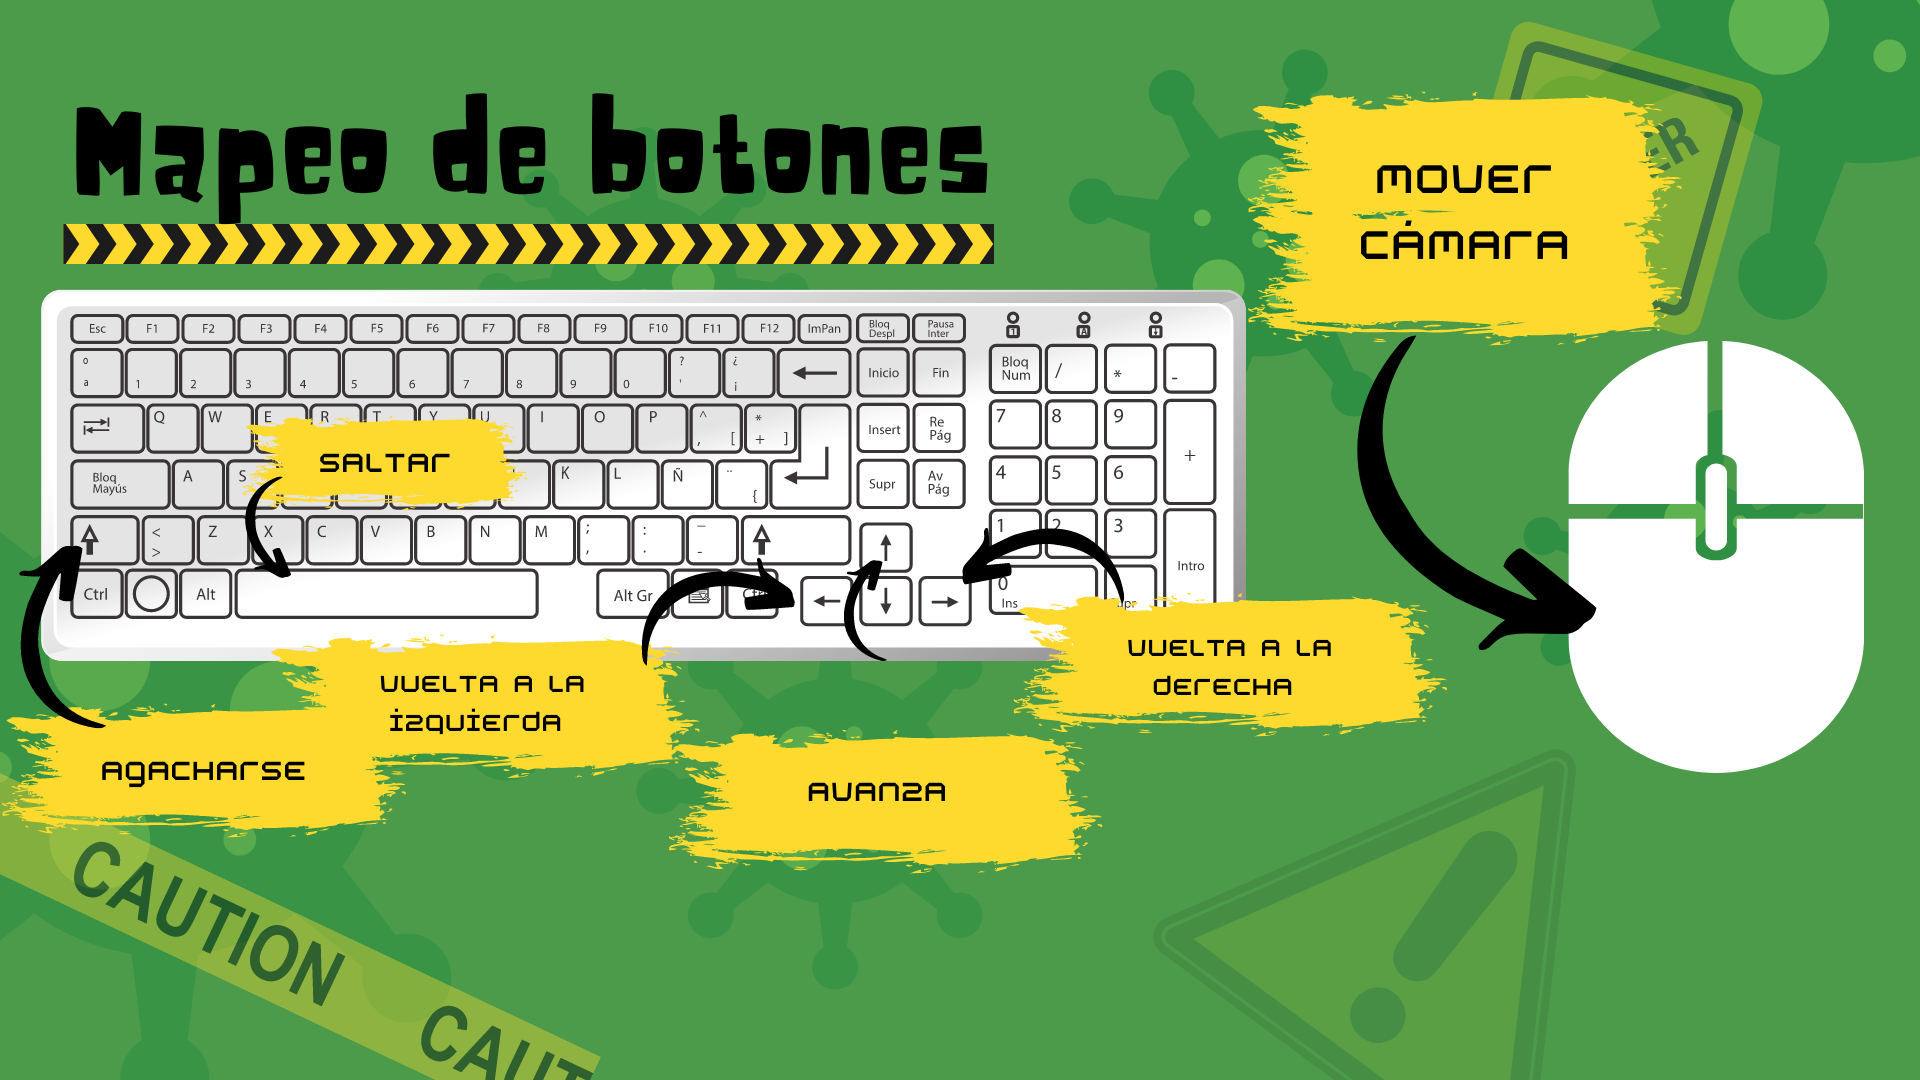 Mapeo de botones
MOVER
CÁMARA
ER
Esc F1 F2 F3 F4 F5 F6 F7 F8 F9 F10 F11 F12 ImPan Bloq Despl Pausa Inter
º ª 1 2 3 4 5 6 7 8 9 0 ? ' ¿ ¡ Inicio Fin Bloq Num / * -
Q W E R T Y U I O P ^ , [ * + ] Insert Re Pág 7 8 9 +
SALTAR
Bloq Mayús A S K L Ñ ¨ { Supr Av Pág 4 5 6
< > Z X C V B N M ; , : . _ - 1 2 3 Intro
Ctrl Alt Alt Gr Ctrl 0 Ins
VUELTA A LA
DERECHA
VUELTA A LA
IZQUIERDA
AGACHARSE
AVANZA
CAUTION
CAUT